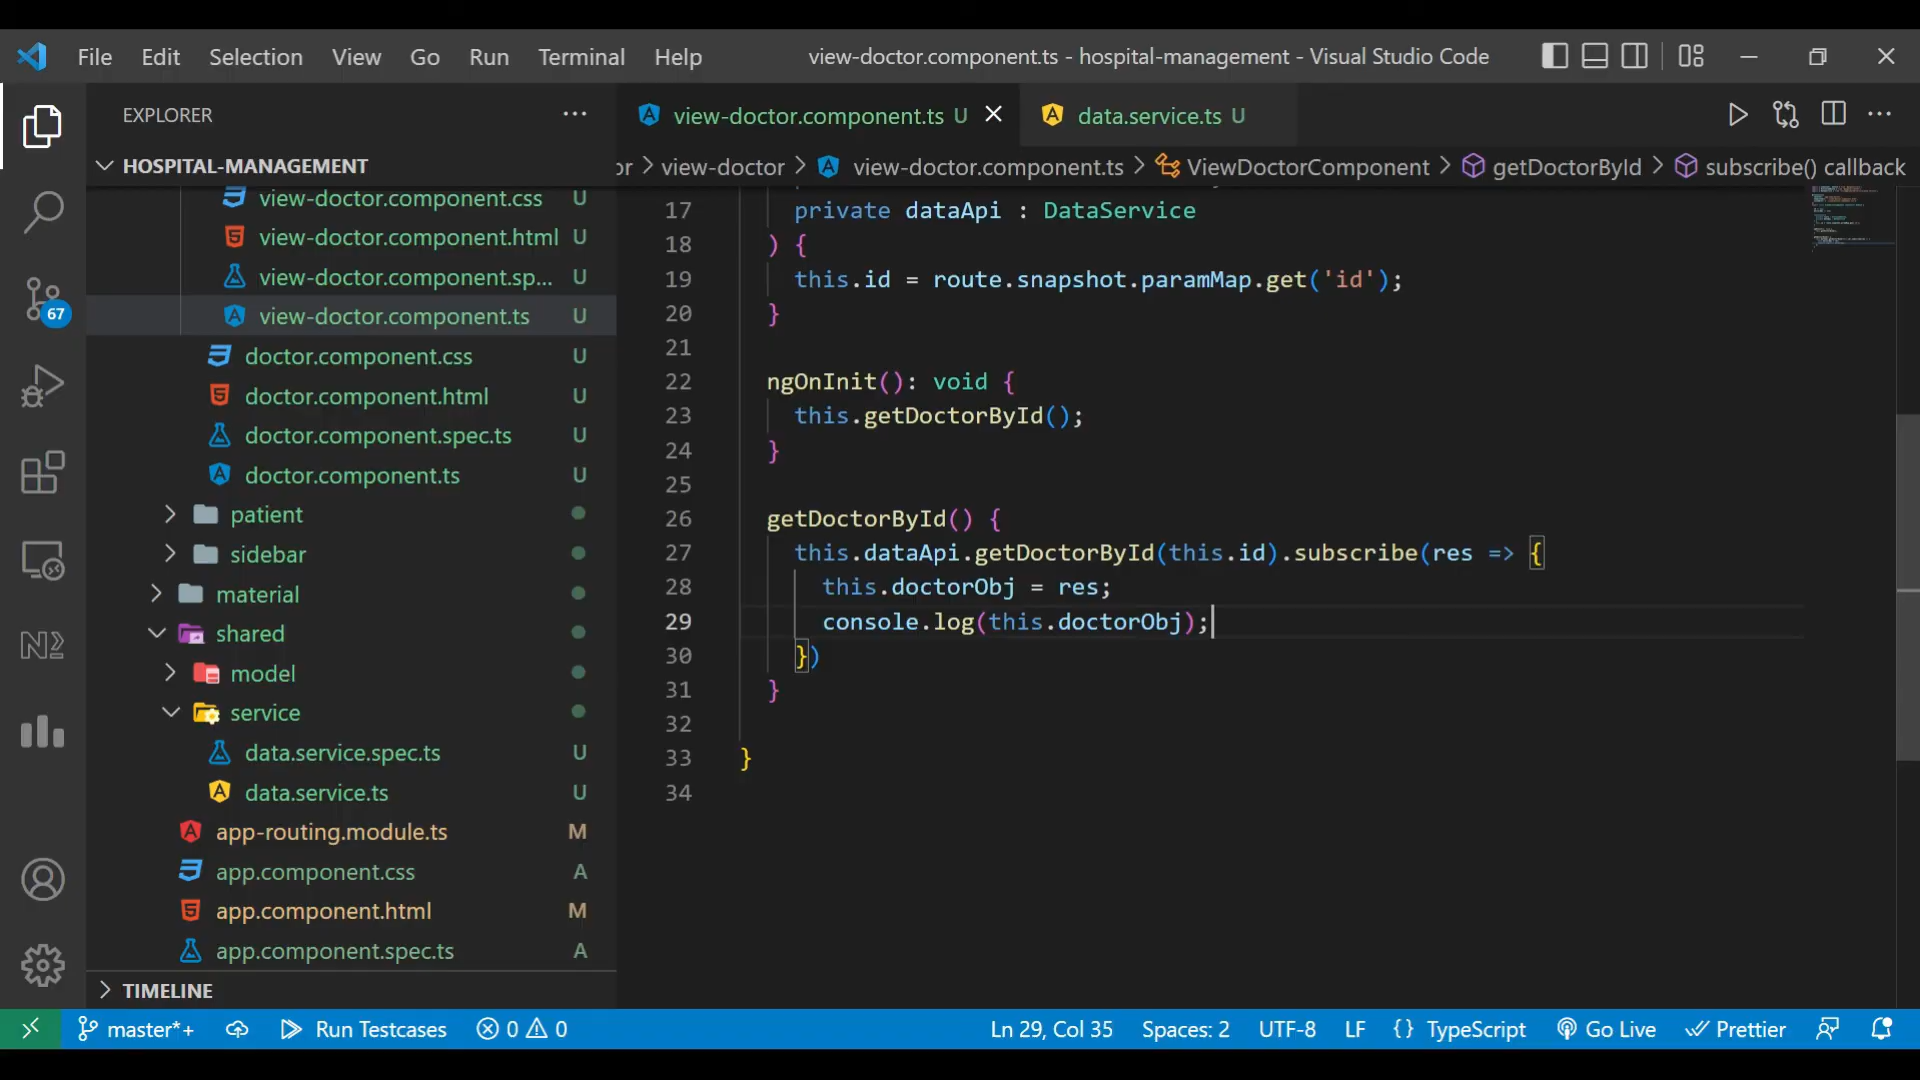 File Edit Selection View Go Run Terminal Help view-doctor.component.ts - hospital-management - Visual Studio Code
EXPLORER
HOSPITAL-MANAGEMENT
view-doctor.component.css U
view-doctor.component.html U
view-doctor.component.sp... U
view-doctor.component.ts U
doctor.component.css U
doctor.component.html U
doctor.component.spec.ts U
doctor.component.ts U
patient
sidebar
material
shared
model
service
data.service.spec.ts U
data.service.ts U
app-routing.module.ts M
app.component.css A
app.component.html M
app.component.spec.ts A
TIMELINE
67
view-doctor.component.ts U data.service.ts U
or > view-doctor > view-doctor.component.ts > ViewDoctorComponent > getDoctorById > subscribe() callback
17 private dataApi : DataService
18 ) {
19 this.id = route.snapshot.paramMap.get('id');
20 }
21
22 ngOnInit(): void {
23 this.getDoctorById();
24 }
25
26 getDoctorById() {
27 this.dataApi.getDoctorById(this.id).subscribe(res => {
28 this.doctorObj = res;
29 console.log(this.doctorObj);
30 })
31 }
32
33 }
34
master*+ Run Testcases 0 0 Ln 29, Col 35 Spaces: 2 UTF-8 LF {} TypeScript Go Live Prettier